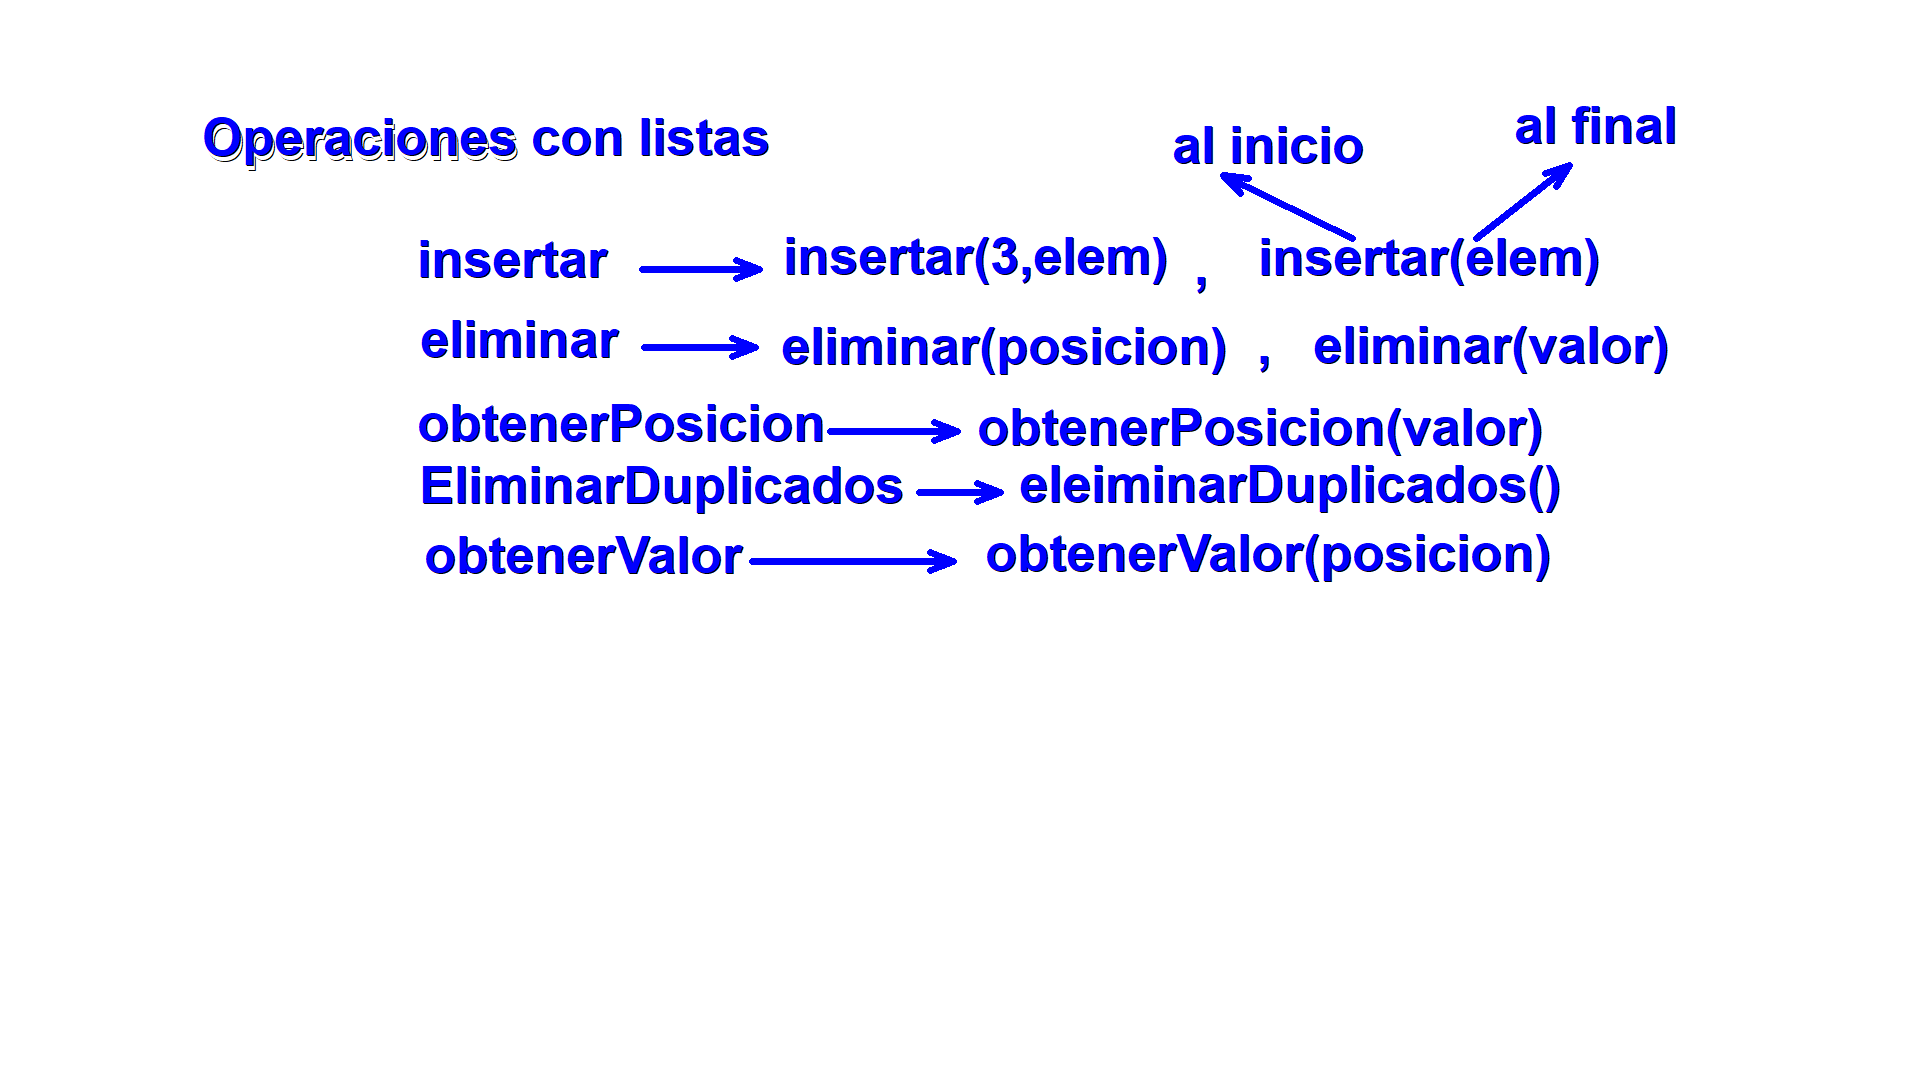 Operaciones con listas
al inicio
al final
insertar insertar(3,elem) , insertar(elem)
eliminar eliminar(posicion) , eliminar(valor)
obtenerPosicion obtenerPosicion(valor)
EliminarDuplicados eleiminarDuplicados()
obtenerValor obtenerValor(posicion)